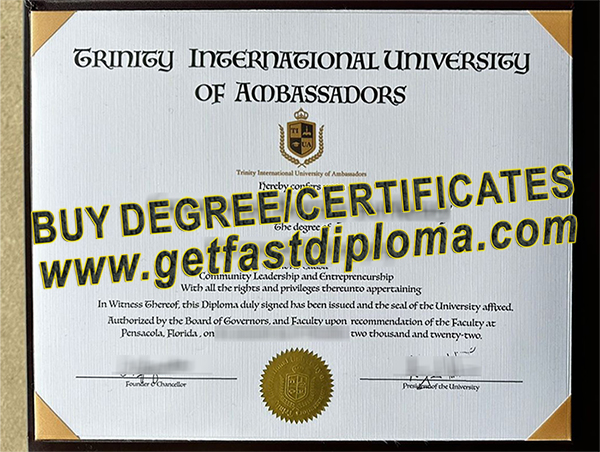 TRINITY INTERNATIONAL UNIVERSITY
OF AMBASSADORS
TI
UA
Trinity International University of Ambassadors
Hereby confers
BUY DEGREE/CERTIFICATES
The degree of
www.getfastdiploma.com
Community Leadership and Entrepreneurship
With all the rights and privileges thereunto appertaining
In Witness Thereof, this Diploma duly signed has been issued and the seal of the University affixed.
Authorized by the Board of Governors, and Faculty upon recommendation of the Faculty at
Pensacola, Florida, on two thousand and twenty-two.
Founder & Chancellor
President of the University